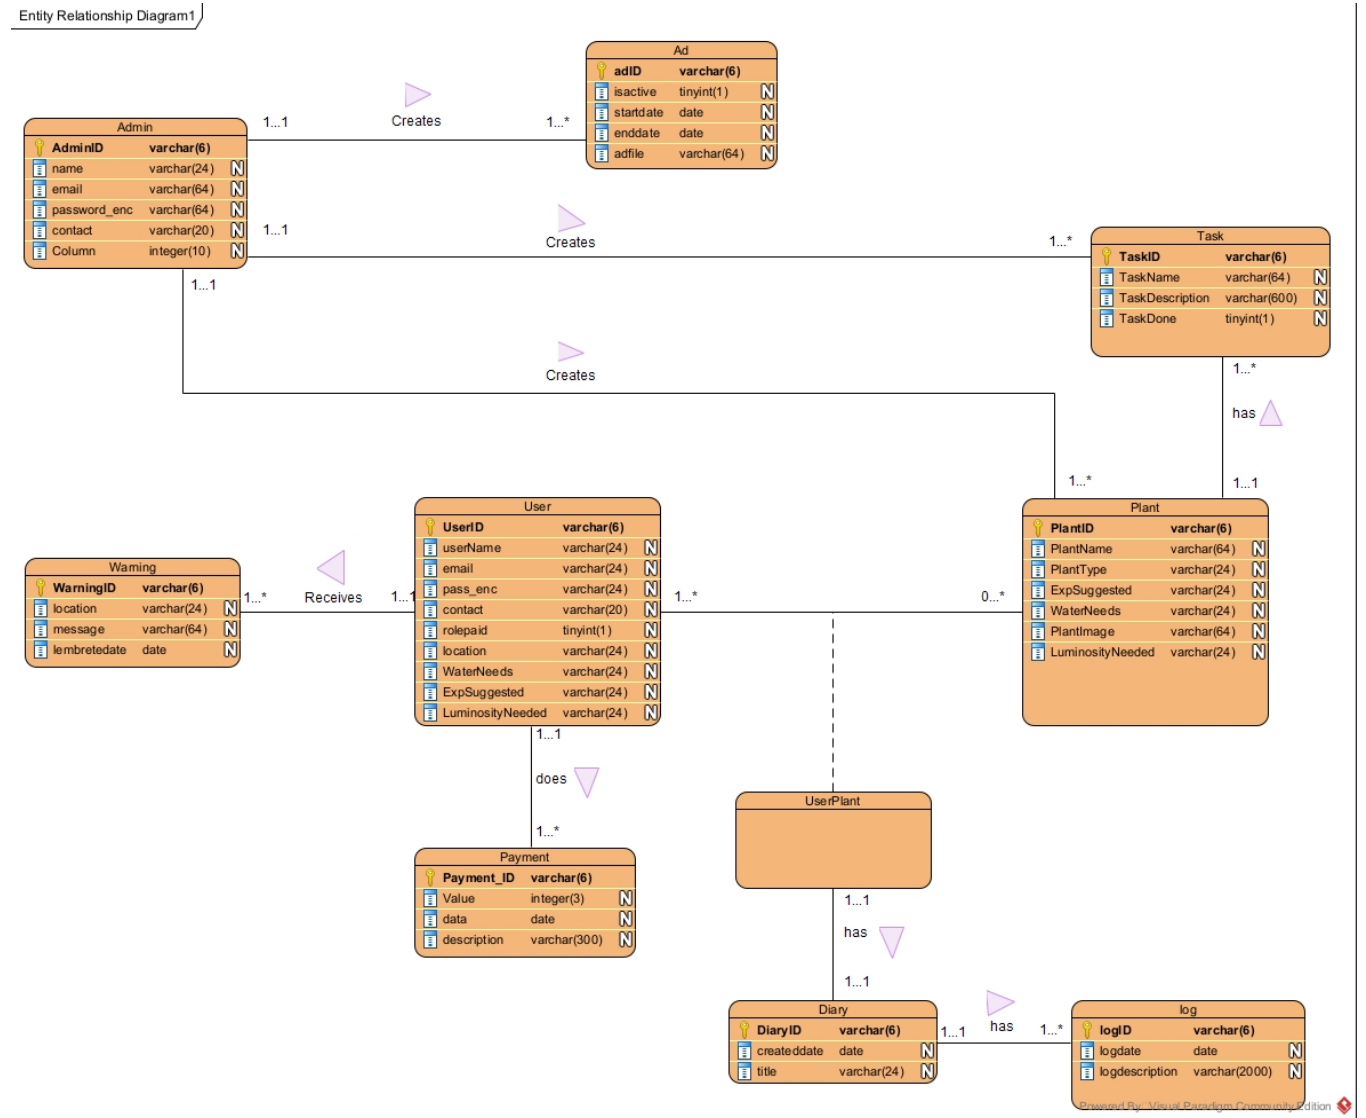 Entity Relationship Diagram1
Ad
adID varchar(6)
isactive tinyint(1) N
startdate date N
enddate date N
adfile varchar(64) N
1...1 Creates 1...*
Admin
AdminID varchar(6)
name varchar(24) N
email varchar(64) N
password_enc varchar(64) N
contact varchar(20) N
Column integer(10) N
1...1 Creates 1...*
Task
TaskID varchar(6)
TaskName varchar(64) N
TaskDescription varchar(600) N
TaskDone tinyint(1) N
1...1
Creates
1...*
1...*
has
1...1
User
UserID varchar(6)
userName varchar(24) N
email varchar(24) N
pass_enc varchar(24) N
contact varchar(20) N
rolepaid tinyint(1) N
location varchar(24) N
WaterNeeds varchar(24) N
ExpSuggested varchar(24) N
LuminosityNeeded varchar(24) N
Plant
PlantID varchar(6)
PlantName varchar(64) N
PlantType varchar(24) N
ExpSuggested varchar(24) N
WaterNeeds varchar(24) N
PlantImage varchar(64) N
LuminosityNeeded varchar(24) N
Warning
WarningID varchar(6)
location varchar(24) N
message varchar(64) N
lembretedate date N
1...* Receives 1...1
1...* 0...*
1...1
does
1...*
UserPlant
Payment
Payment_ID varchar(6)
Value integer(3) N
data date N
description varchar(300) N
1...1
has
1...1
Diary
DiaryID varchar(6)
createddate date N
title varchar(24) N
1...1 has 1...*
log
logID varchar(6)
logdate date N
logdescription varchar(2000) N
Powered By Visual Paradigm Community Edition